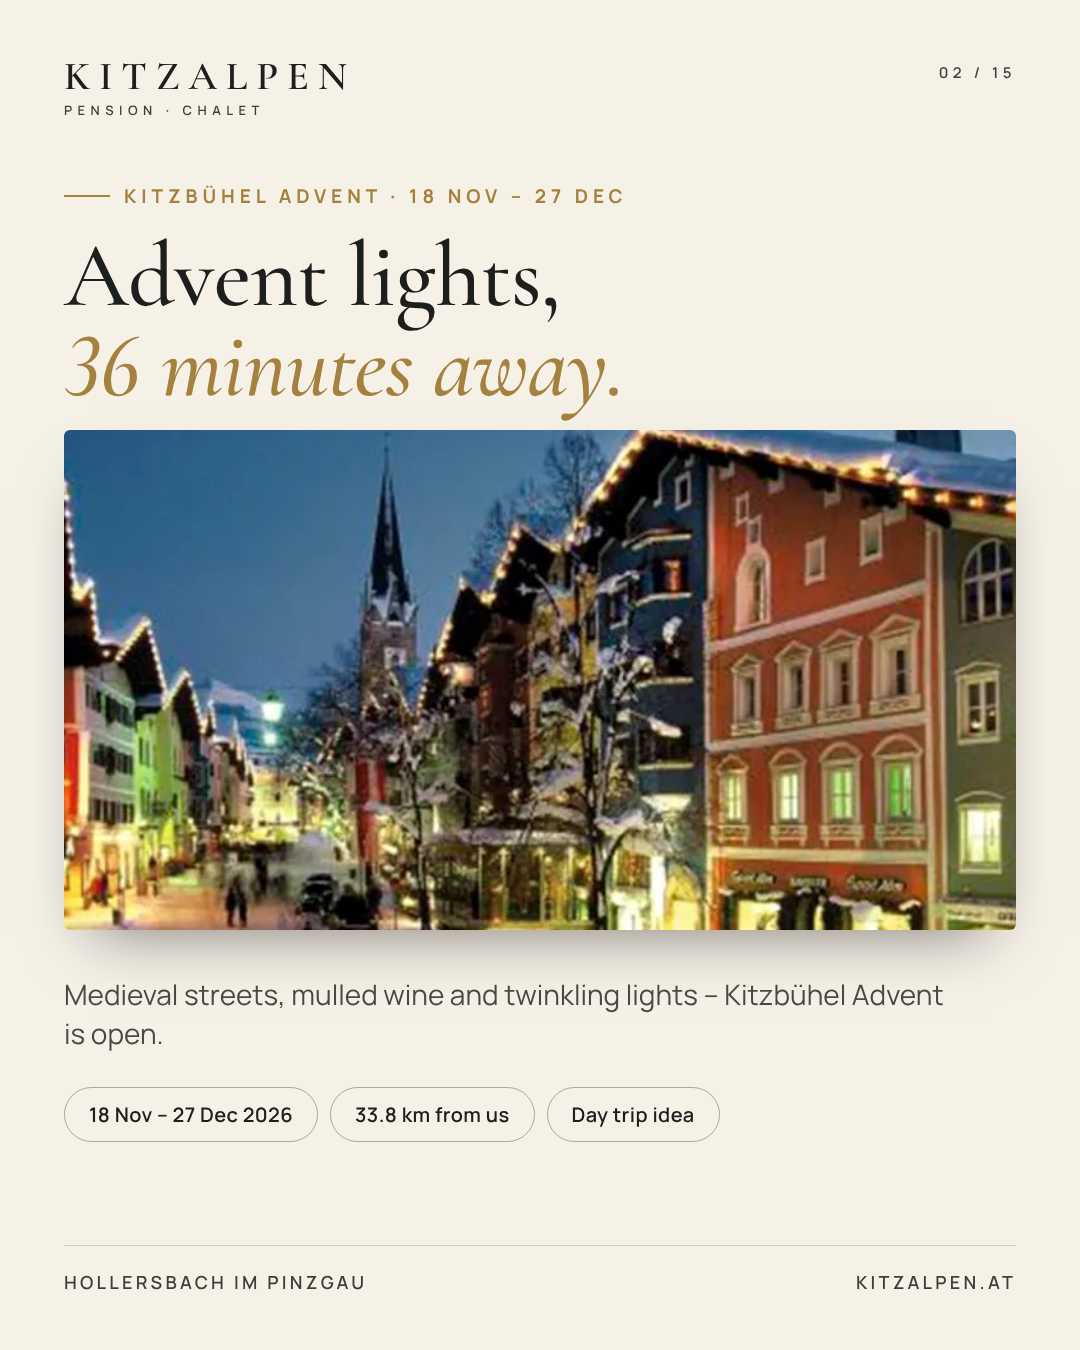 KITZALPEN
02 / 15
PENSION · CHALET
KITZBÜHEL ADVENT · 18 NOV – 27 DEC
Advent lights,
36 minutes away.
Medieval streets, mulled wine and twinkling lights – Kitzbühel Advent
is open.
18 Nov – 27 Dec 2026
33.8 km from us
Day trip idea
HOLLERSBACH IM PINZGAU
KITZALPEN.AT